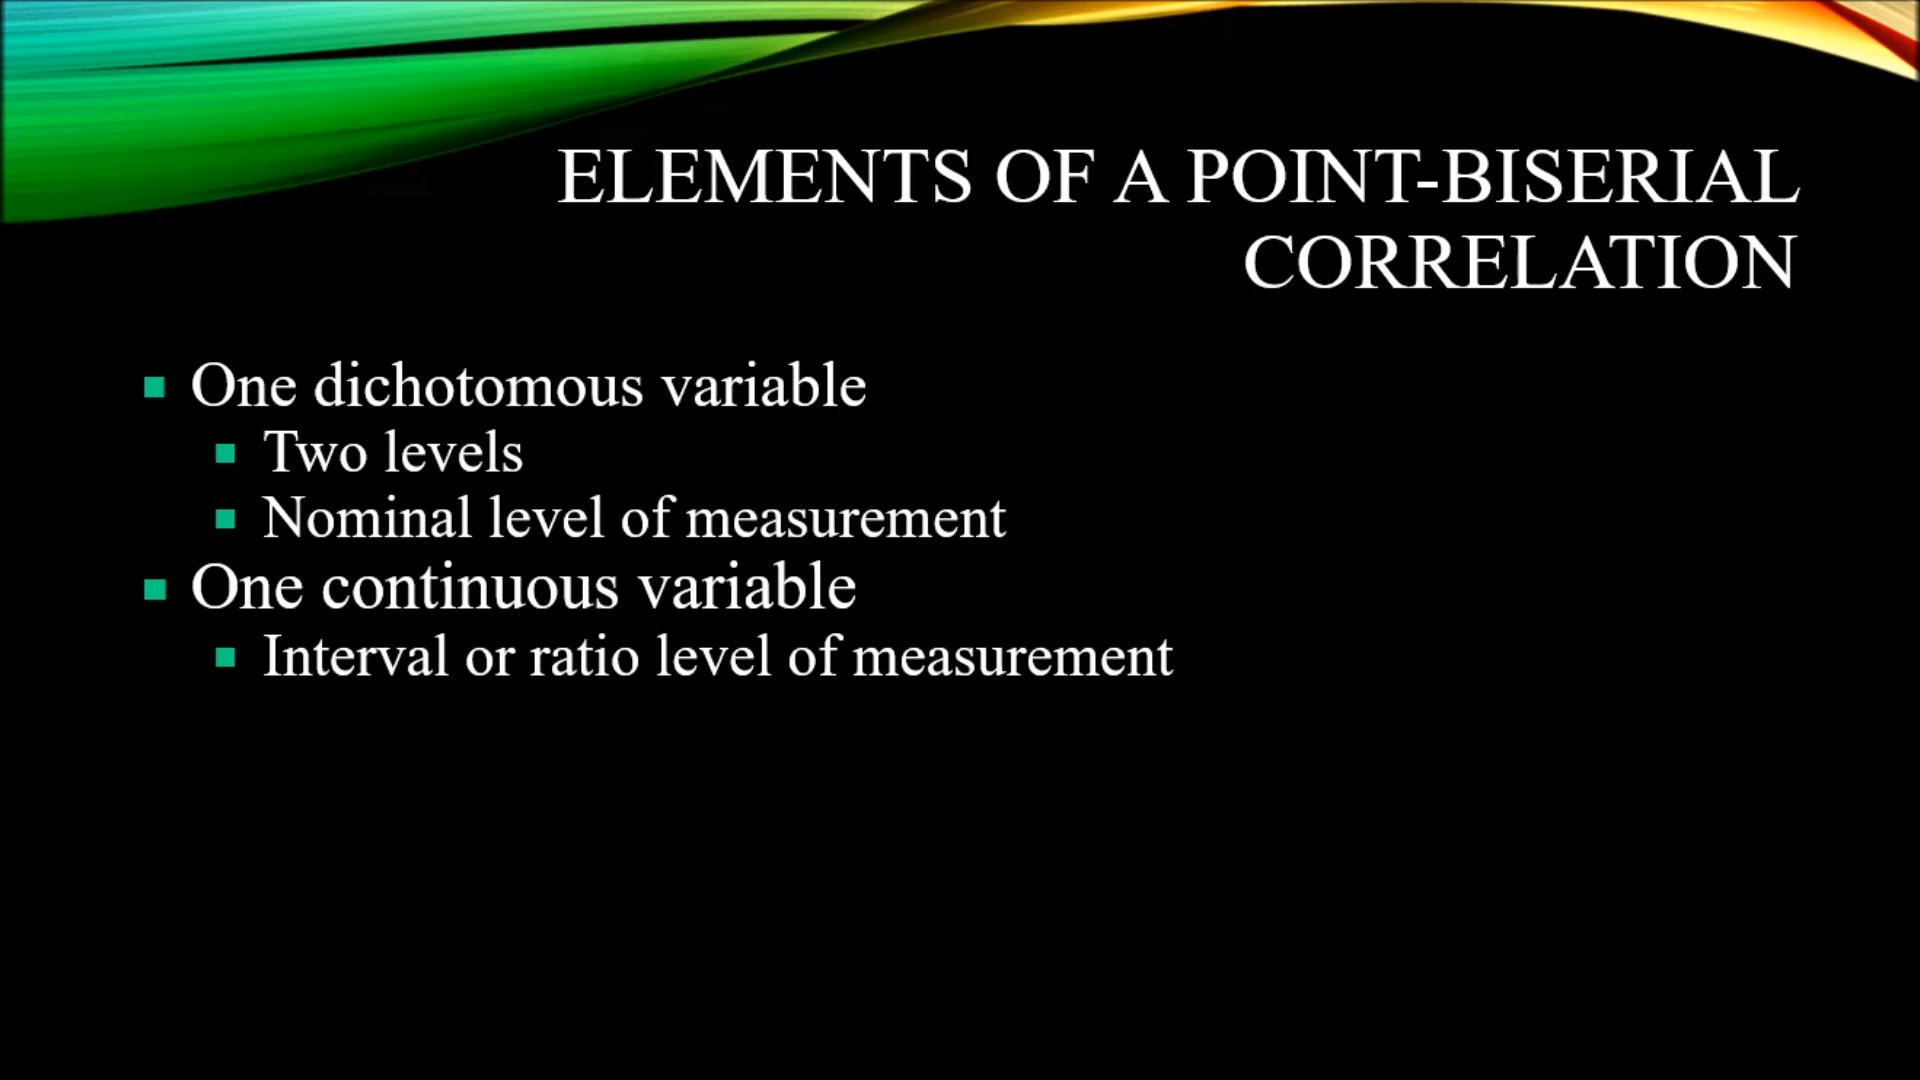 ELEMENTS OF A POINT-BISERIAL
CORRELATION
One dichotomous variable
Two levels
Nominal level of measurement
One continuous variable
Interval or ratio level of measurement